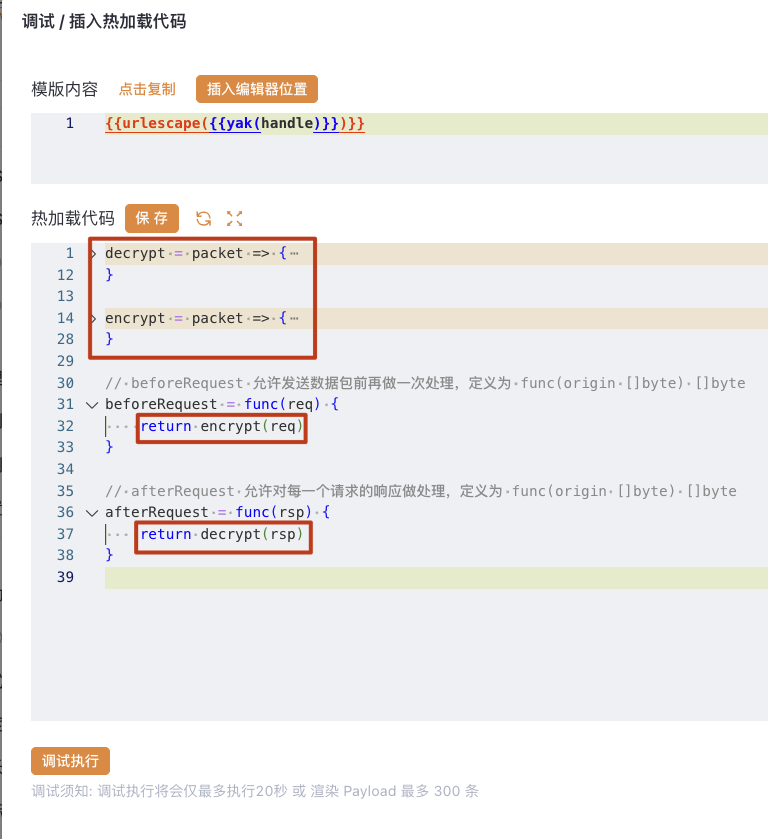 调试 / 插入热加载代码
模版内容 点击复制 插入编辑器位置
1 {{urlescape({{yak(handle)}})}}
热加载代码 保 存
1 decrypt = packet => { ⋯
12 }
13
14 encrypt = packet => { ⋯
28 }
29
30 // beforeRequest 允许发送数据包前再做一次处理，定义为 func(origin []byte) []byte
31 beforeRequest = func(req) {
32 return encrypt(req)
33 }
34
35 // afterRequest 允许对每一个请求的响应做处理，定义为 func(origin []byte) []byte
36 afterRequest = func(rsp) {
37 return decrypt(rsp)
38 }
39
调试执行
调试须知: 调试执行将会仅最多执行20秒 或 渲染 Payload 最多 300 条